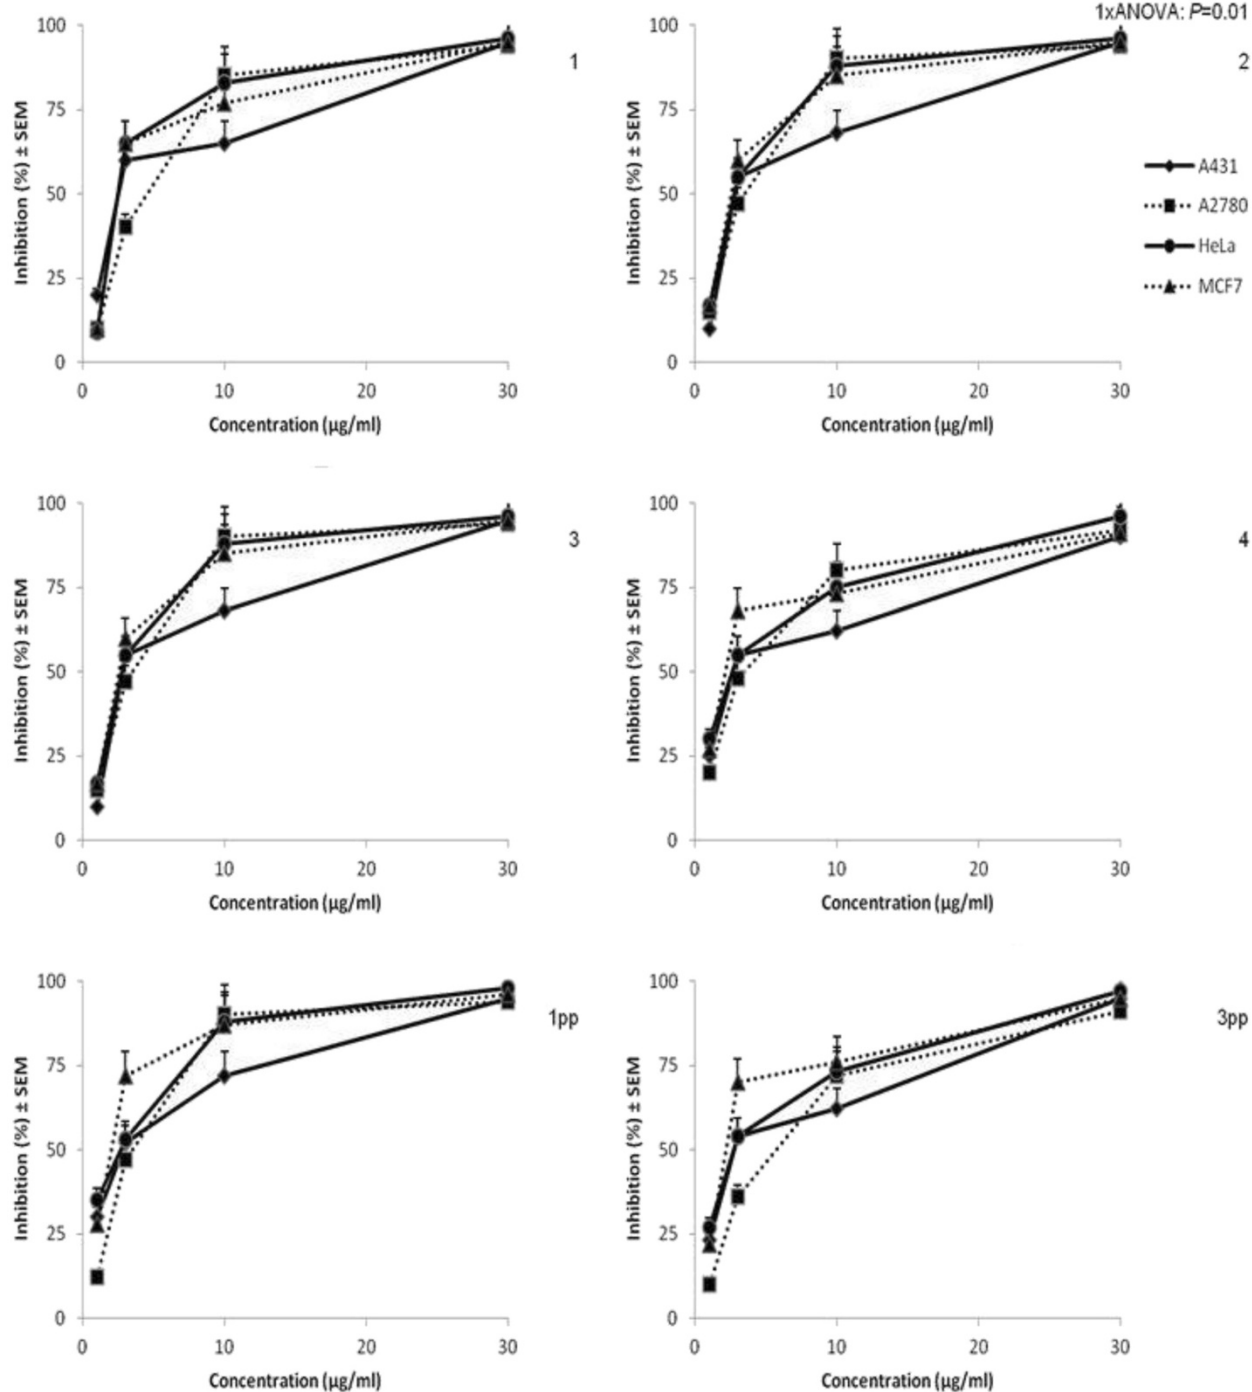 1xANOVA: P=0.01
100
75
50
25
0
Inhibition (%) ± SEM
0 10 20 30
Concentration (µg/ml)
1
100
75
50
25
0
Inhibition (%) ± SEM
0 10 20 30
Concentration (µg/ml)
2
A431
A2780
HeLa
MCF7
100
75
50
25
0
Inhibition (%) ± SEM
0 10 20 30
Concentration (µg/ml)
3
100
75
50
25
0
Inhibition (%) ± SEM
0 10 20 30
Concentration (µg/ml)
4
100
75
50
25
0
Inhibition (%) ± SEM
0 10 20 30
Concentration (µg/ml)
1pp
100
75
50
25
0
Inhibition (%) ± SEM
0 10 20 30
Concentration (µg/ml)
3pp